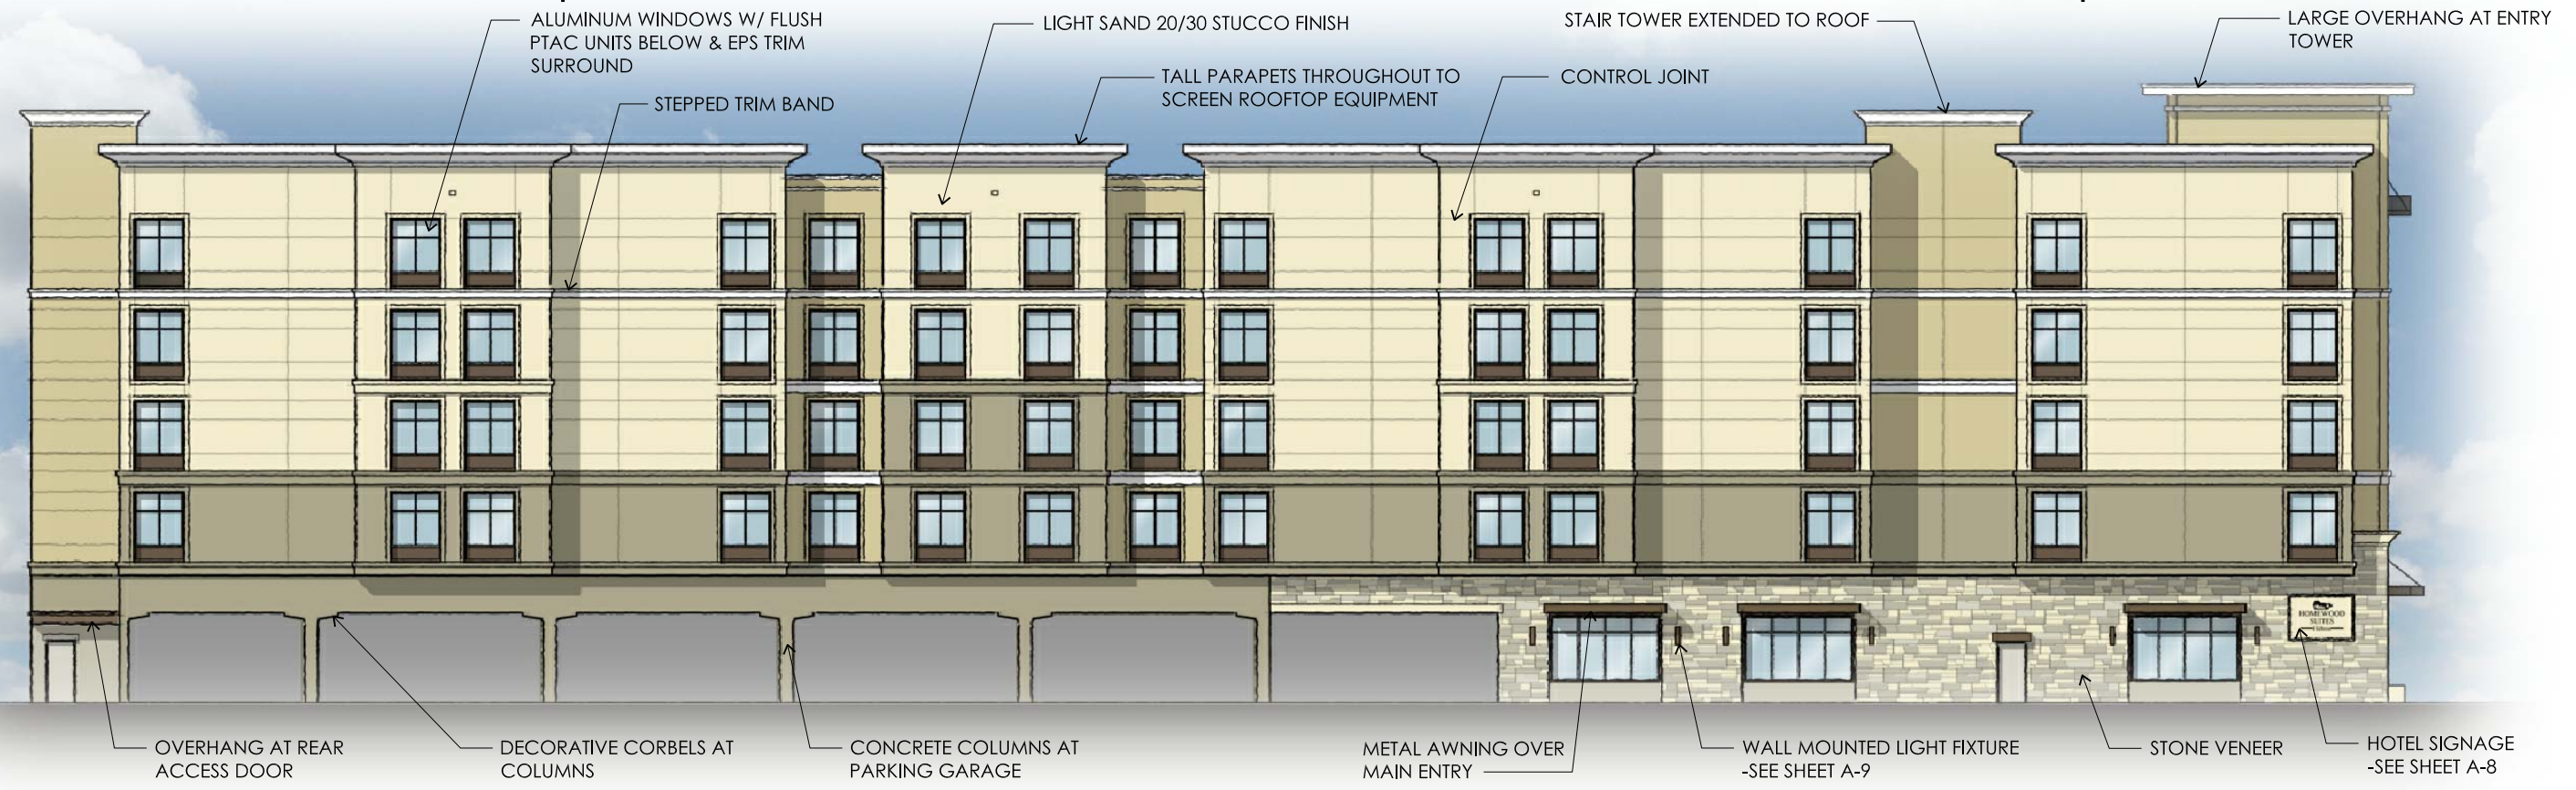 ALUMINUM WINDOWS W/ FLUSH
PTAC UNITS BELOW & EPS TRIM
SURROUND
STEPPED TRIM BAND
LIGHT SAND 20/30 STUCCO FINISH
TALL PARAPETS THROUGHOUT TO
SCREEN ROOFTOP EQUIPMENT
CONTROL JOINT
STAIR TOWER EXTENDED TO ROOF
LARGE OVERHANG AT ENTRY
TOWER
HOMEWOOD
SUITES
OVERHANG AT REAR
ACCESS DOOR
DECORATIVE CORBELS AT
COLUMNS
CONCRETE COLUMNS AT
PARKING GARAGE
METAL AWNING OVER
MAIN ENTRY
WALL MOUNTED LIGHT FIXTURE
-SEE SHEET A-9
STONE VENEER
HOTEL SIGNAGE
-SEE SHEET A-8